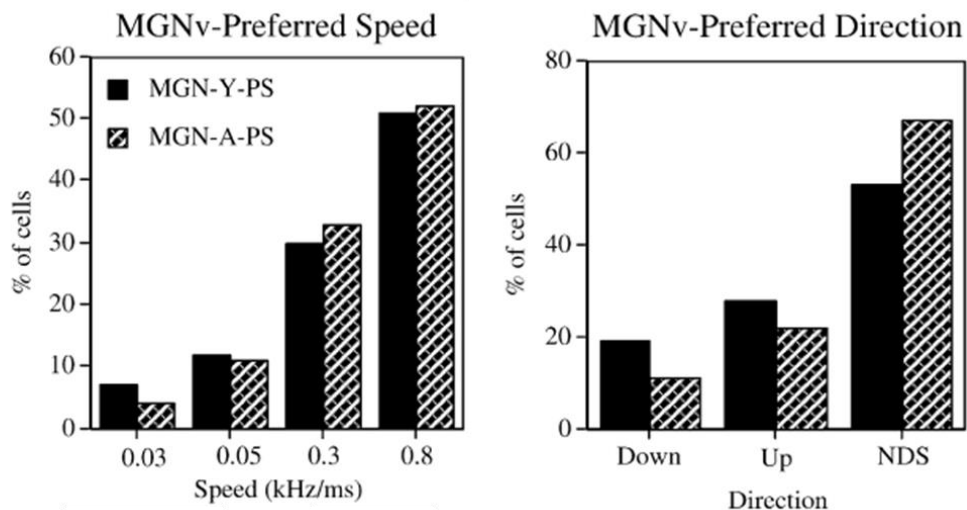 MGNv-Preferred Speed
60
50
40
30
20
10
0
% of cells
MGN-Y-PS
MGN-A-PS
0.03 0.05 0.3 0.8
Speed (kHz/ms)
MGNv-Preferred Direction
80
60
40
20
0
% of cells
Down Up NDS
Direction